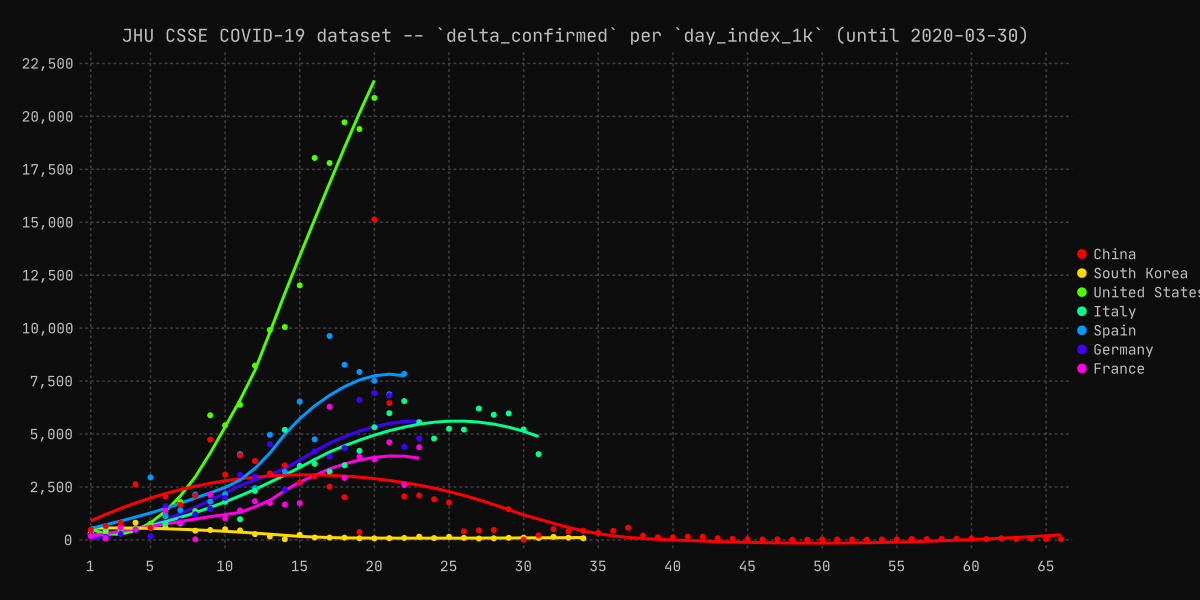 JHU CSSE COVID-19 dataset -- `delta_confirmed` per `day_index_1k` (until 2020-03-30)
22,500
20,000
17,500
15,000
12,500
10,000
7,500
5,000
2,500
0
1 5 10 15 20 25 30 35 40 45 50 55 60 65
China
South Korea
United States
Italy
Spain
Germany
France